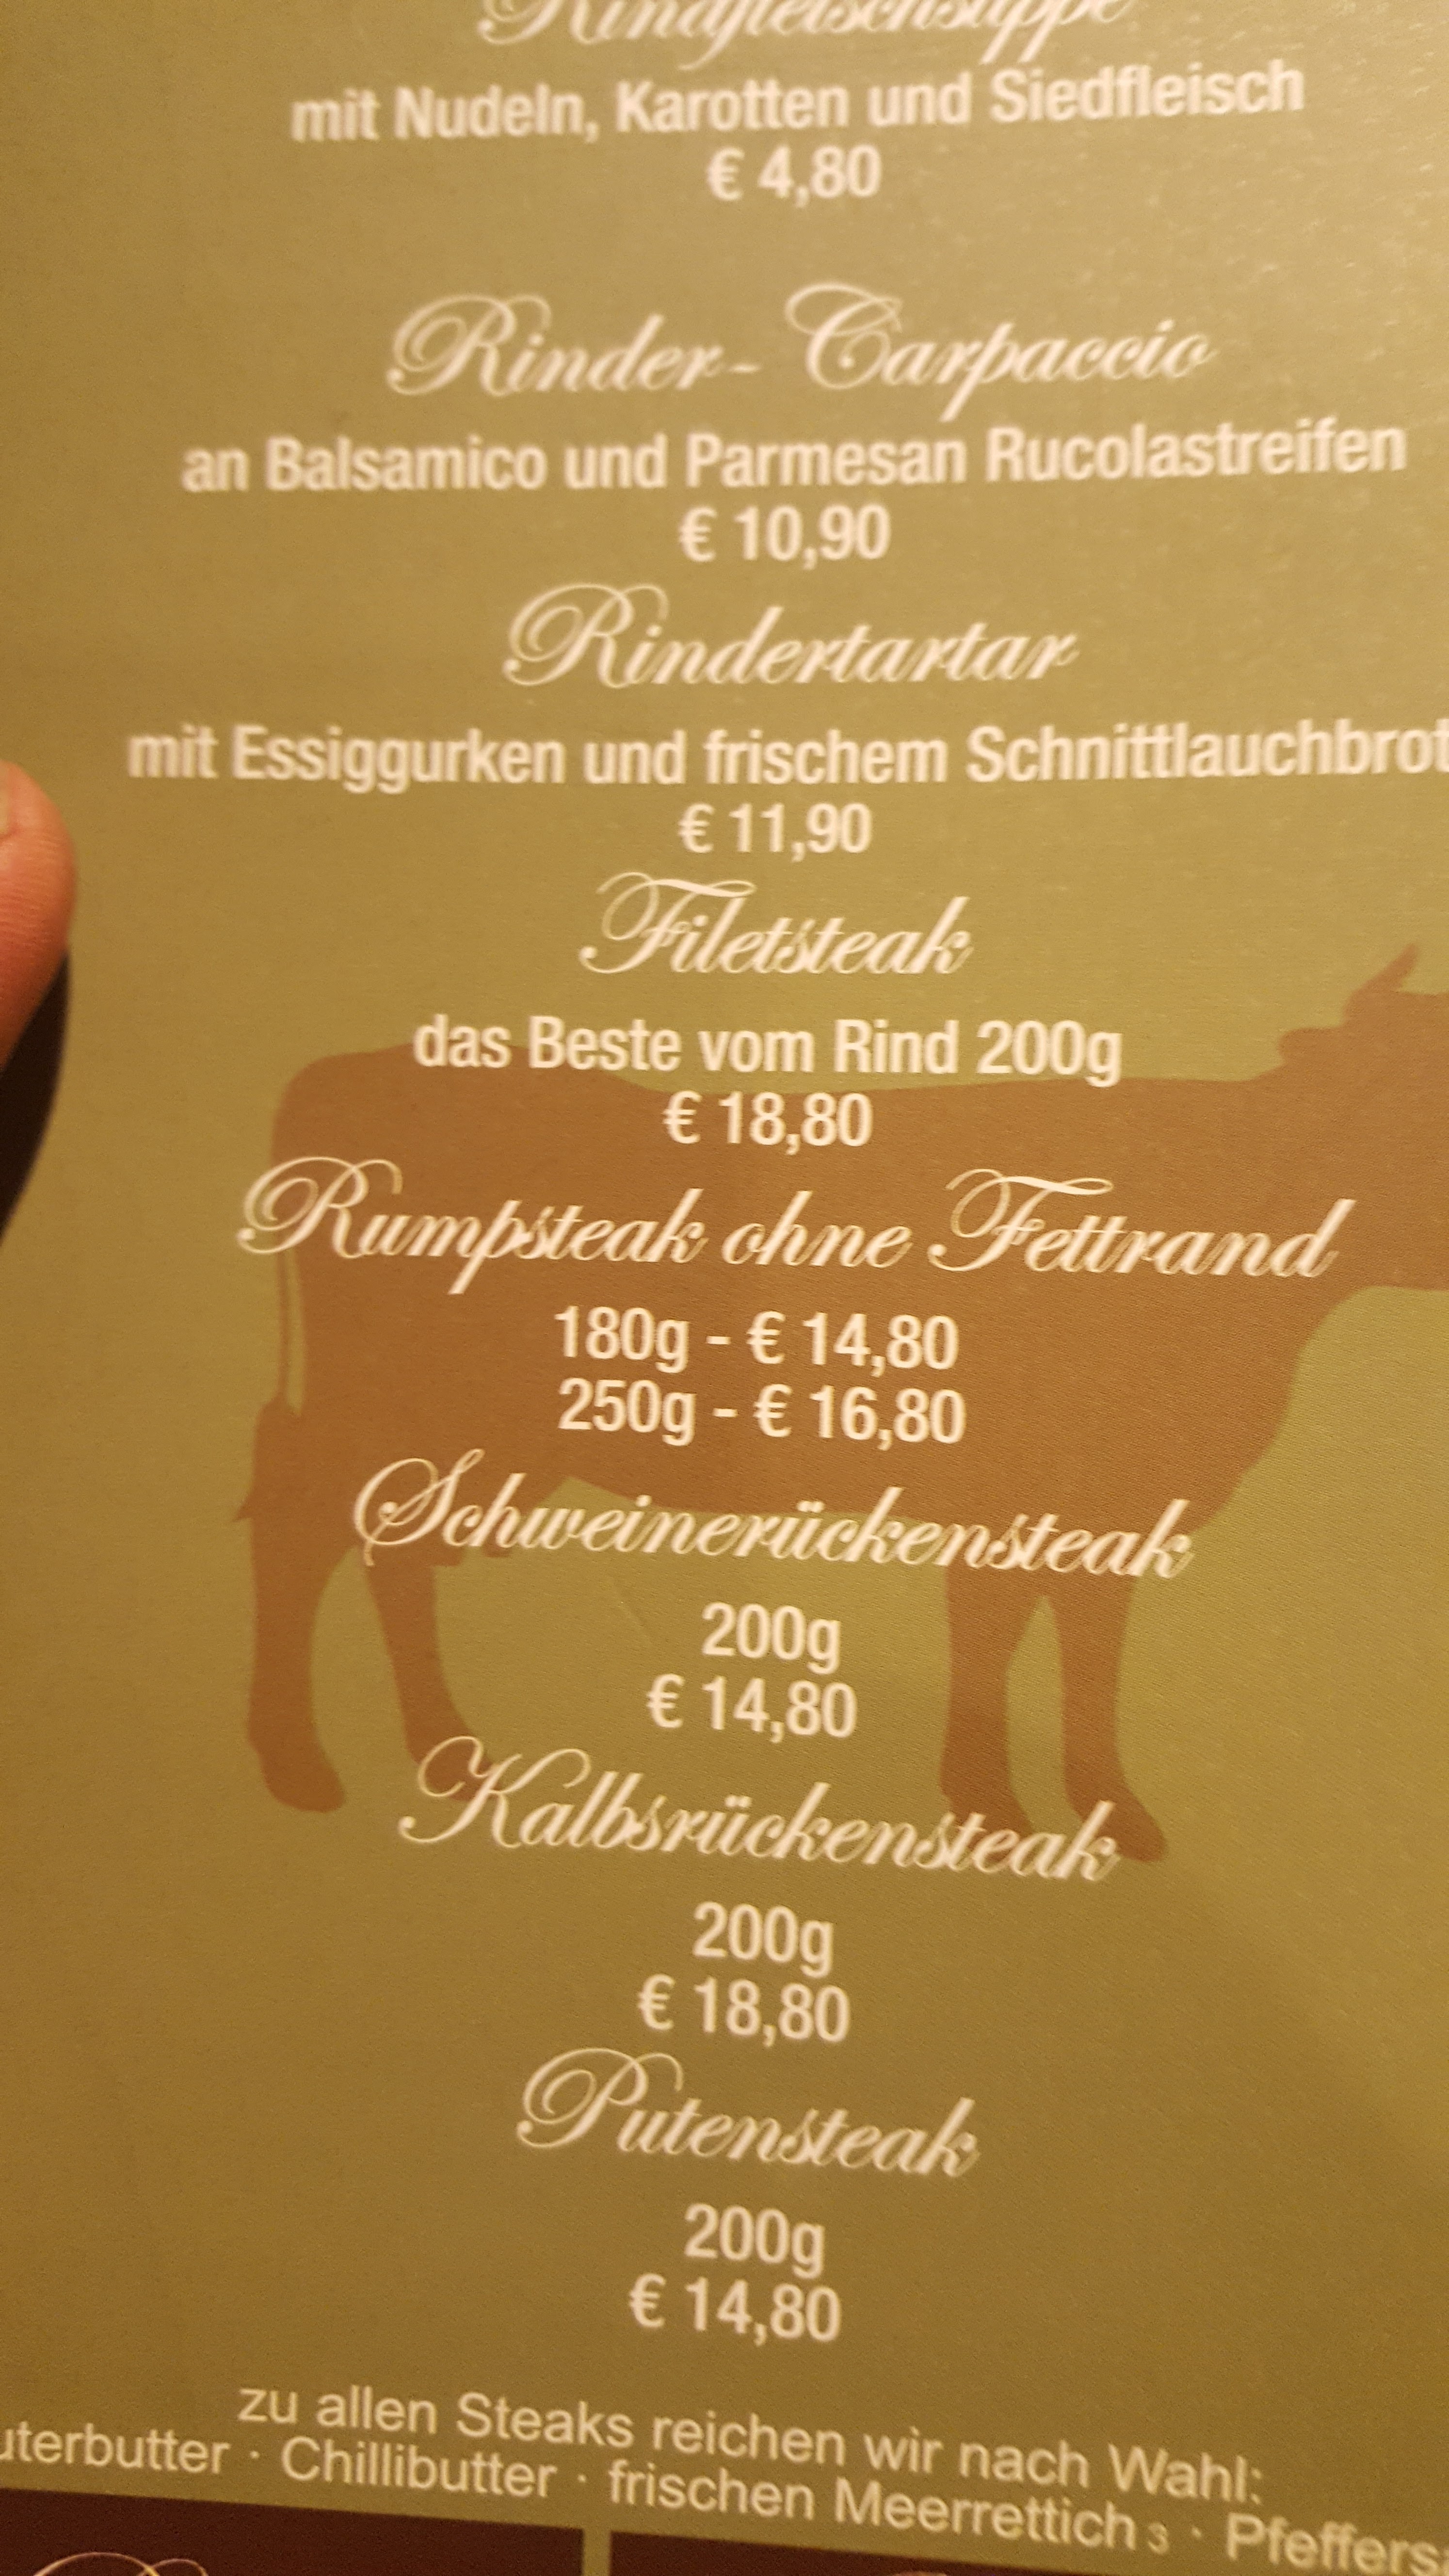 Rindfleischsuppe
mit Nudeln, Karotten und Siedfleisch
€ 4,80
Rinder - Carpaccio
an Balsamico und Parmesan Rucolastreifen
€ 10,90
Rindertartar
mit Essiggurken und frischem Schnittlauchbrot
€ 11,90
Filetsteak
das Beste vom Rind 200g
€ 18,80
Rumpsteak ohne Fettrand
180g - € 14,80
250g - € 16,80
Schweinerückensteak
200g
€ 14,80
Kalbsrückensteak
200g
€ 18,80
Putensteak
200g
€ 14,80
zu allen Steaks reichen wir nach Wahl:
uterbutter · Chillibutter · frischen Meerrettich 3 · Pfeffers